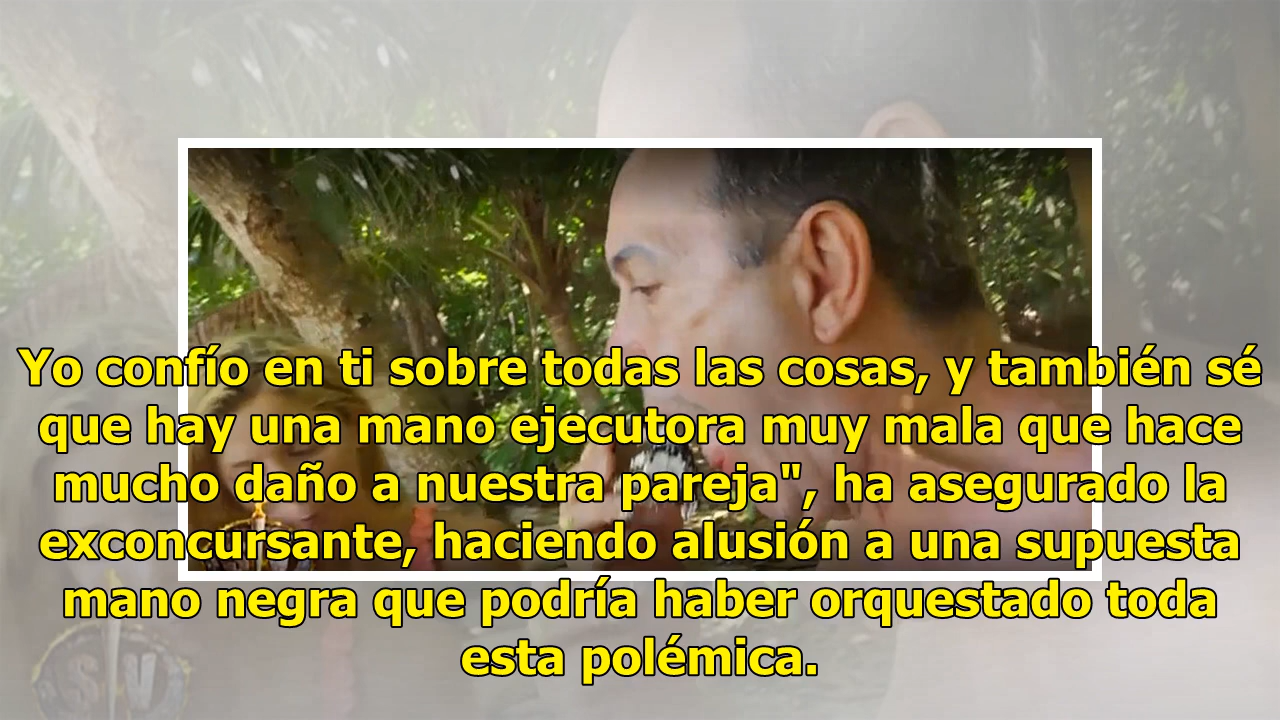 Yo confío en ti sobre todas las cosas, y también sé
que hay una mano ejecutora muy mala que hace
mucho daño a nuestra pareja", ha asegurado la
exconcursante, haciendo alusión a una supuesta
mano negra que podría haber orquestado toda
esta polémica.
SV